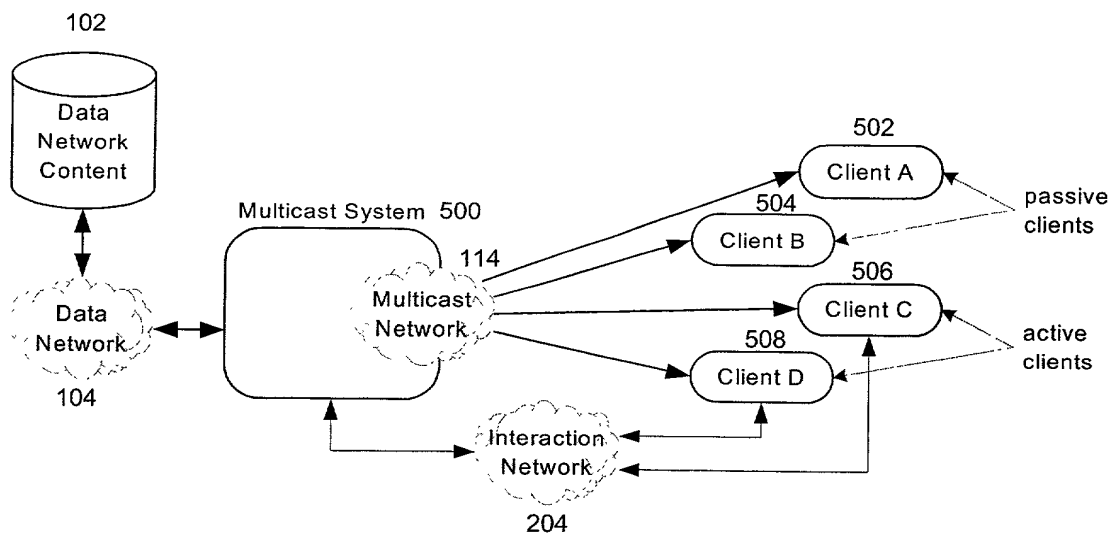 102
Data
Network
Content
Data
Network
104
Multicast System 500
114
Multicast
Network
502
Client A
504
Client B
passive
clients
506
Client C
508
Client D
active
clients
Interaction
Network
204